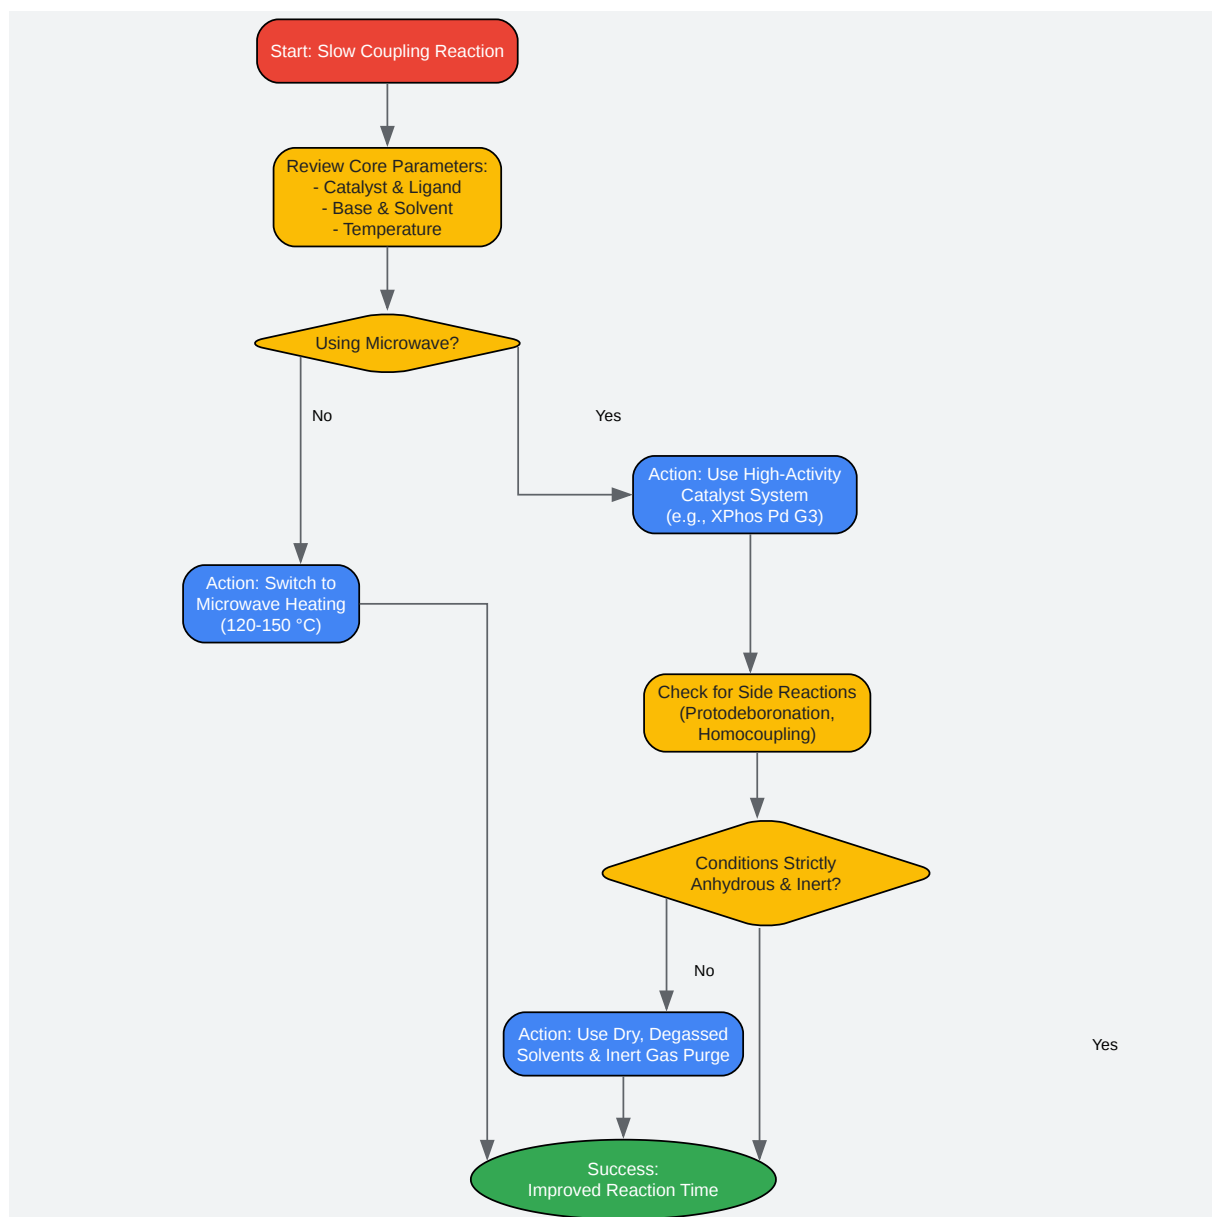 Start: Slow Coupling Reaction
Review Core Parameters:
- Catalyst & Ligand
- Base & Solvent
- Temperature
Using Microwave?
No
Yes
Action: Use High-Activity
Catalyst System
(e.g., XPhos Pd G3)
Action: Switch to
Microwave Heating
(120-150 °C)
Check for Side Reactions
(Protodeboronation,
Homocoupling)
Conditions Strictly
Anhydrous & Inert?
No
Action: Use Dry, Degassed
Solvents & Inert Gas Purge
Yes
Success:
Improved Reaction Time